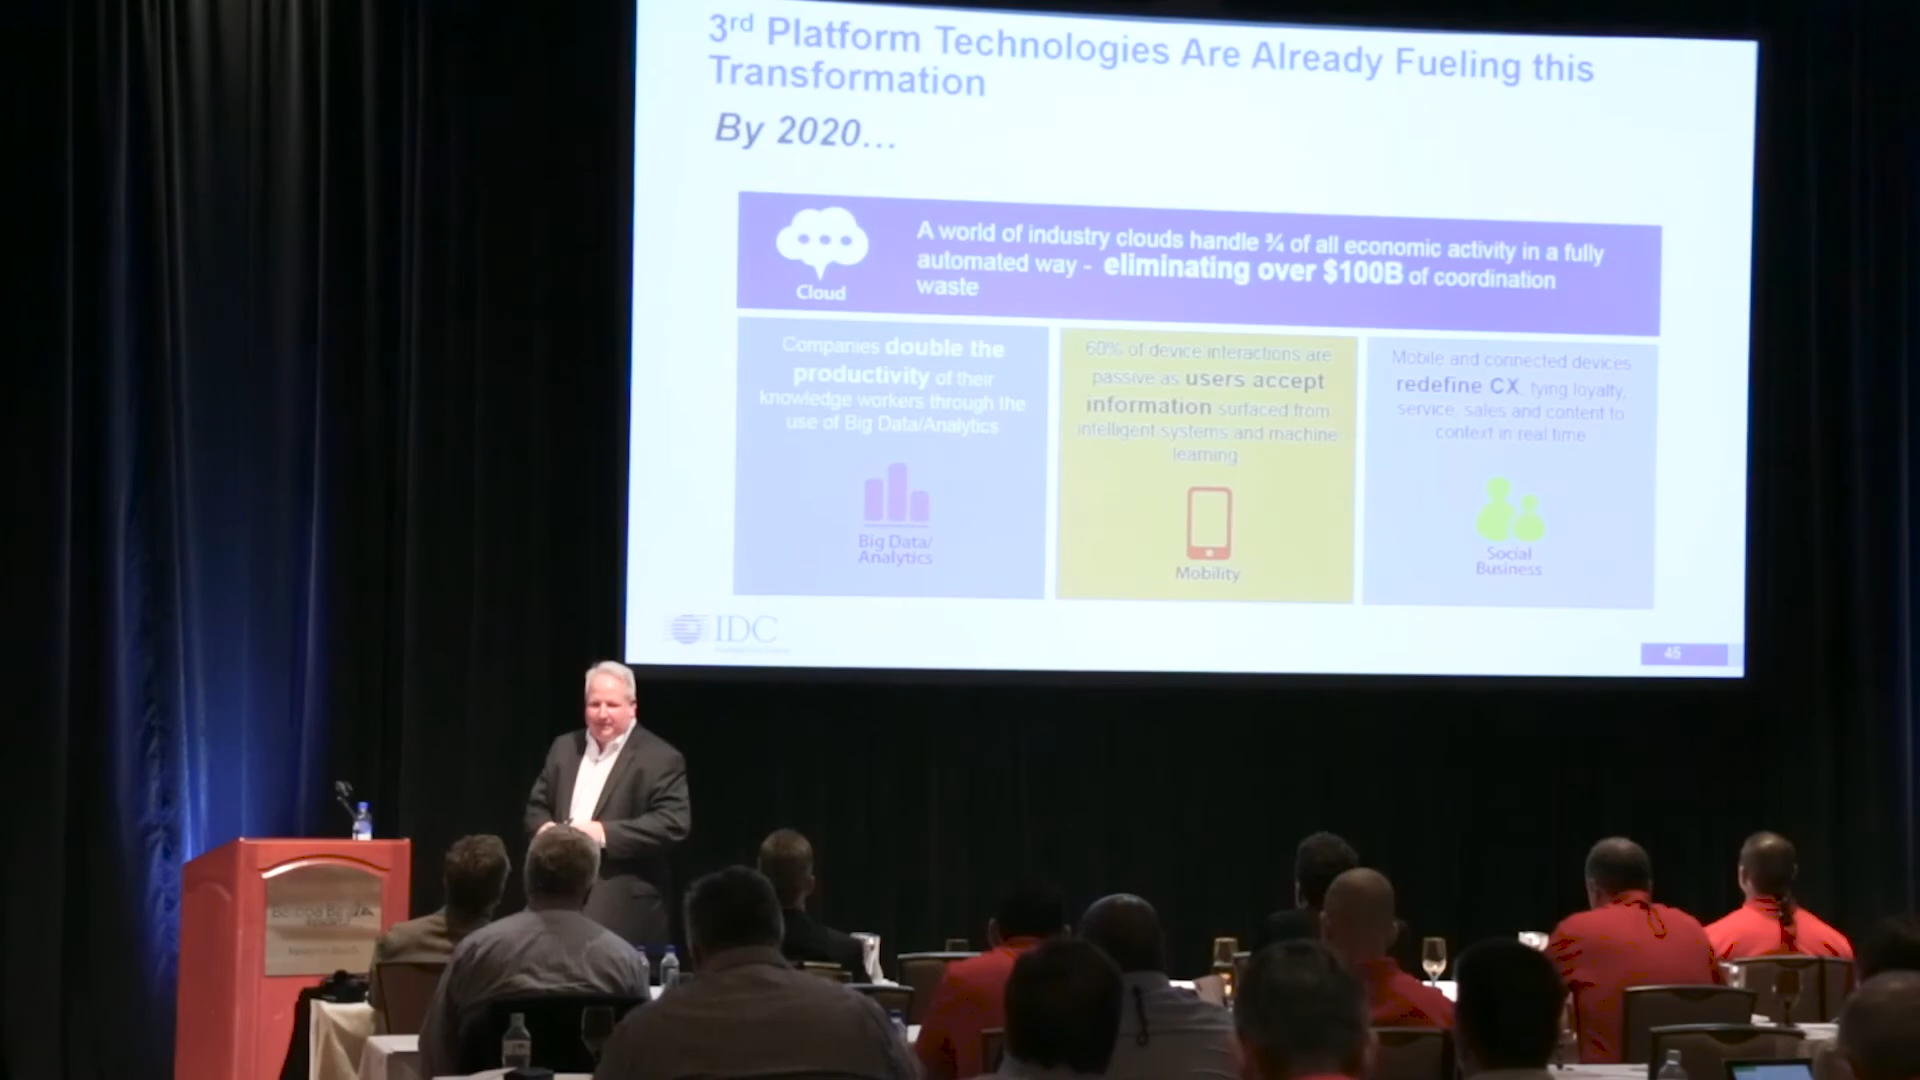 3rd Platform Technologies Are Already Fueling this
Transformation
By 2020...
A world of industry clouds handle ¾ of all economic activity in a fully
automated way - eliminating over $100B of coordination
waste
Cloud
Companies double the
productivity of their
knowledge workers through the
use of Big Data/Analytics
Big Data/
Analytics
60% of device interactions are
passive as users accept
information surfaced from
intelligent systems and machine
learning
Mobility
Mobile and connected devices
redefine CX, tying loyalty,
service, sales and content to
context in real time
Social
Business
IDC
45